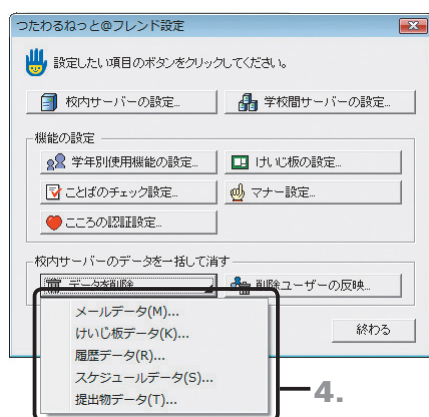 つたわるねっと@フレンド設定
設定したい項目のボタンをクリックしてください。
校内サーバーの設定...
学校間サーバーの設定...
機能の設定
学年別使用機能の設定...
けいじ板の設定...
ことばのチェック設定...
マナー設定...
こころの認証設定...
校内サーバーのデータを一括して消す
データを削除
削除ユーザーの反映...
メールデータ(M)...
けいじ板データ(K)...
履歴データ(R)...
スケジュールデータ(S)...
提出物データ(T)...
終わる
4.